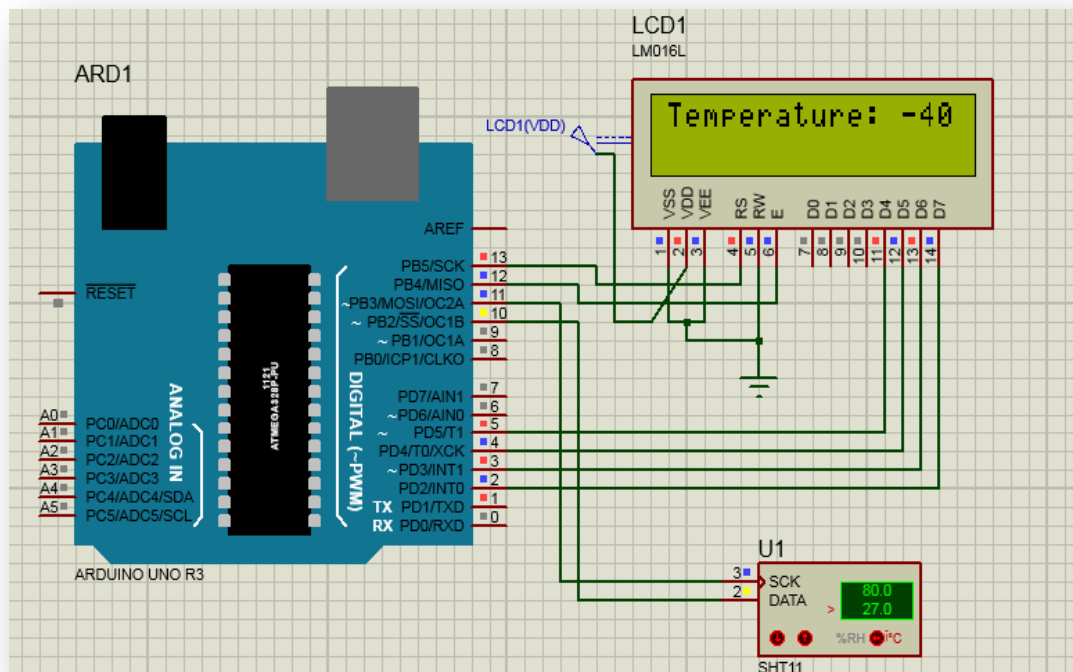 LCD1
LM016L
ARD1
LCD1(VDD)
Temperature: -40
VSS
VDD
VEE
RS
RW
E
D0
D1
D2
D3
D4
D5
D6
D7
1
2
3
4
5
6
7
8
9
10
11
12
13
14
AREF
RESET
PB5/SCK 13
PB4/MISO 12
~PB3/MOSI/OC2A 11
~ PB2/SS/OC1B 10
~ PB1/OC1A 9
PB0/ICP1/CLKO 8
1121
ATMEGA328P-PU
DIGITAL (~PWM)
ANALOG IN
PD7/AIN1 7
~PD6/AIN0 6
~ PD5/T1 5
PD4/T0/XCK 4
~PD3/INT1 3
PD2/INT0 2
TX PD1/TXD 1
RX PD0/RXD 0
A0 PC0/ADC0
A1 PC1/ADC1
A2 PC2/ADC2
A3 PC3/ADC3
A4 PC4/ADC4/SDA
A5 PC5/ADC5/SCL
ARDUINO UNO R3
U1
3 SCK
2 DATA
80.0
> 27.0
%RH °C
SHT11